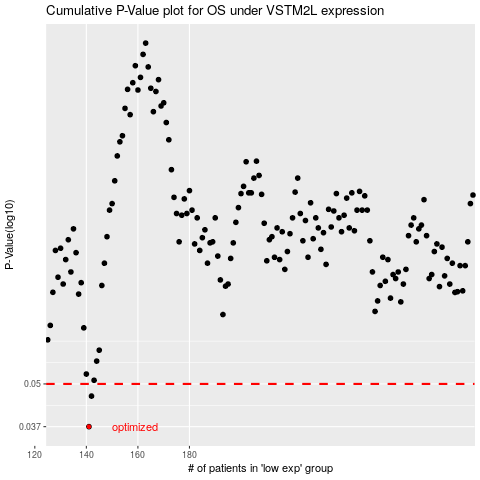 Cumulative P-Value plot for OS under VSTM2L expression
P-Value(log10)
0.05
0.037
optimized
120 140 160 180
# of patients in 'low exp' group